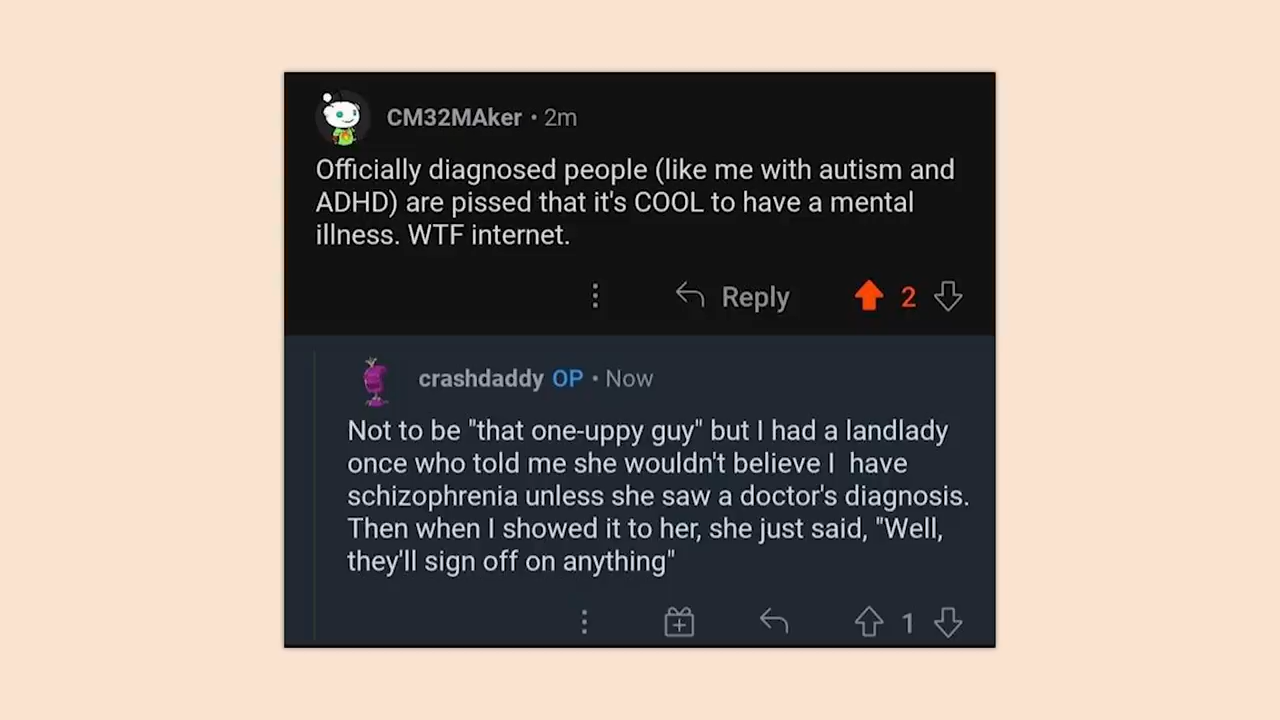 CM32MAker • 2m
Officially diagnosed people (like me with autism and
ADHD) are pissed that it's COOL to have a mental
illness. WTF internet.
Reply 2
crashdaddy OP • Now
Not to be "that one-uppy guy" but I had a landlady
once who told me she wouldn't believe I have
schizophrenia unless she saw a doctor's diagnosis.
Then when I showed it to her, she just said, "Well,
they'll sign off on anything"
1